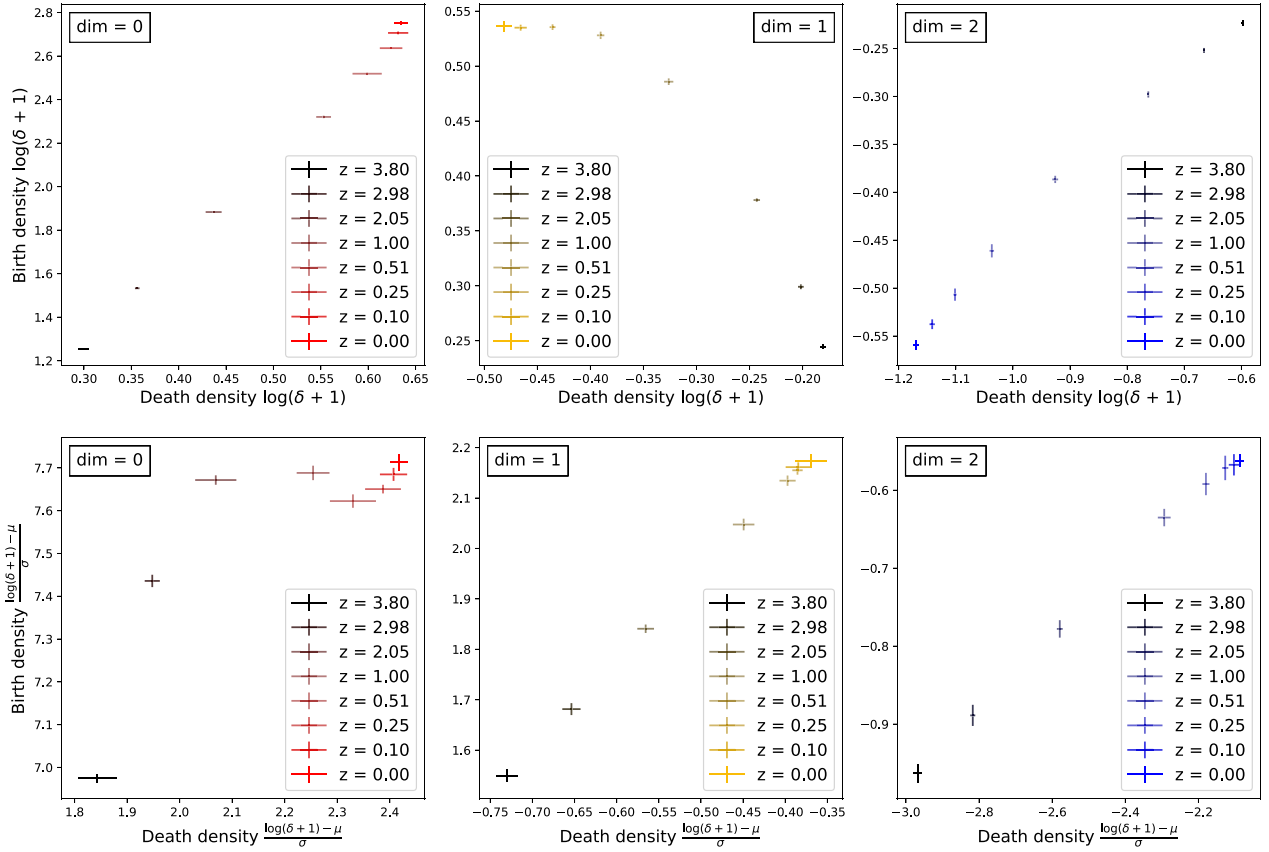 dim = 0
Birth density log(δ + 1)
2.8
2.6
2.4
2.2
2.0
1.8
1.6
1.4
1.2
z = 3.80
z = 2.98
z = 2.05
z = 1.00
z = 0.51
z = 0.25
z = 0.10
z = 0.00
0.30 0.35 0.40 0.45 0.50 0.55 0.60 0.65
Death density log(δ + 1)
dim = 1
0.55
0.50
0.45
0.40
0.35
0.30
0.25
z = 3.80
z = 2.98
z = 2.05
z = 1.00
z = 0.51
z = 0.25
z = 0.10
z = 0.00
−0.50 −0.45 −0.40 −0.35 −0.30 −0.25 −0.20
Death density log(δ + 1)
dim = 2
−0.25
−0.30
−0.35
−0.40
−0.45
−0.50
−0.55
z = 3.80
z = 2.98
z = 2.05
z = 1.00
z = 0.51
z = 0.25
z = 0.10
z = 0.00
−1.2 −1.1 −1.0 −0.9 −0.8 −0.7 −0.6
Death density log(δ + 1)
dim = 0
Birth density log(δ+1)−μ/σ
7.7
7.6
7.5
7.4
7.3
7.2
7.1
7.0
z = 3.80
z = 2.98
z = 2.05
z = 1.00
z = 0.51
z = 0.25
z = 0.10
z = 0.00
1.8 1.9 2.0 2.1 2.2 2.3 2.4
Death density log(δ+1)−μ/σ
dim = 1
2.2
2.1
2.0
1.9
1.8
1.7
1.6
z = 3.80
z = 2.98
z = 2.05
z = 1.00
z = 0.51
z = 0.25
z = 0.10
z = 0.00
−0.75 −0.70 −0.65 −0.60 −0.55 −0.50 −0.45 −0.40 −0.35
Death density log(δ+1)−μ/σ
dim = 2
−0.6
−0.7
−0.8
−0.9
z = 3.80
z = 2.98
z = 2.05
z = 1.00
z = 0.51
z = 0.25
z = 0.10
z = 0.00
−3.0 −2.8 −2.6 −2.4 −2.2
Death density log(δ+1)−μ/σ